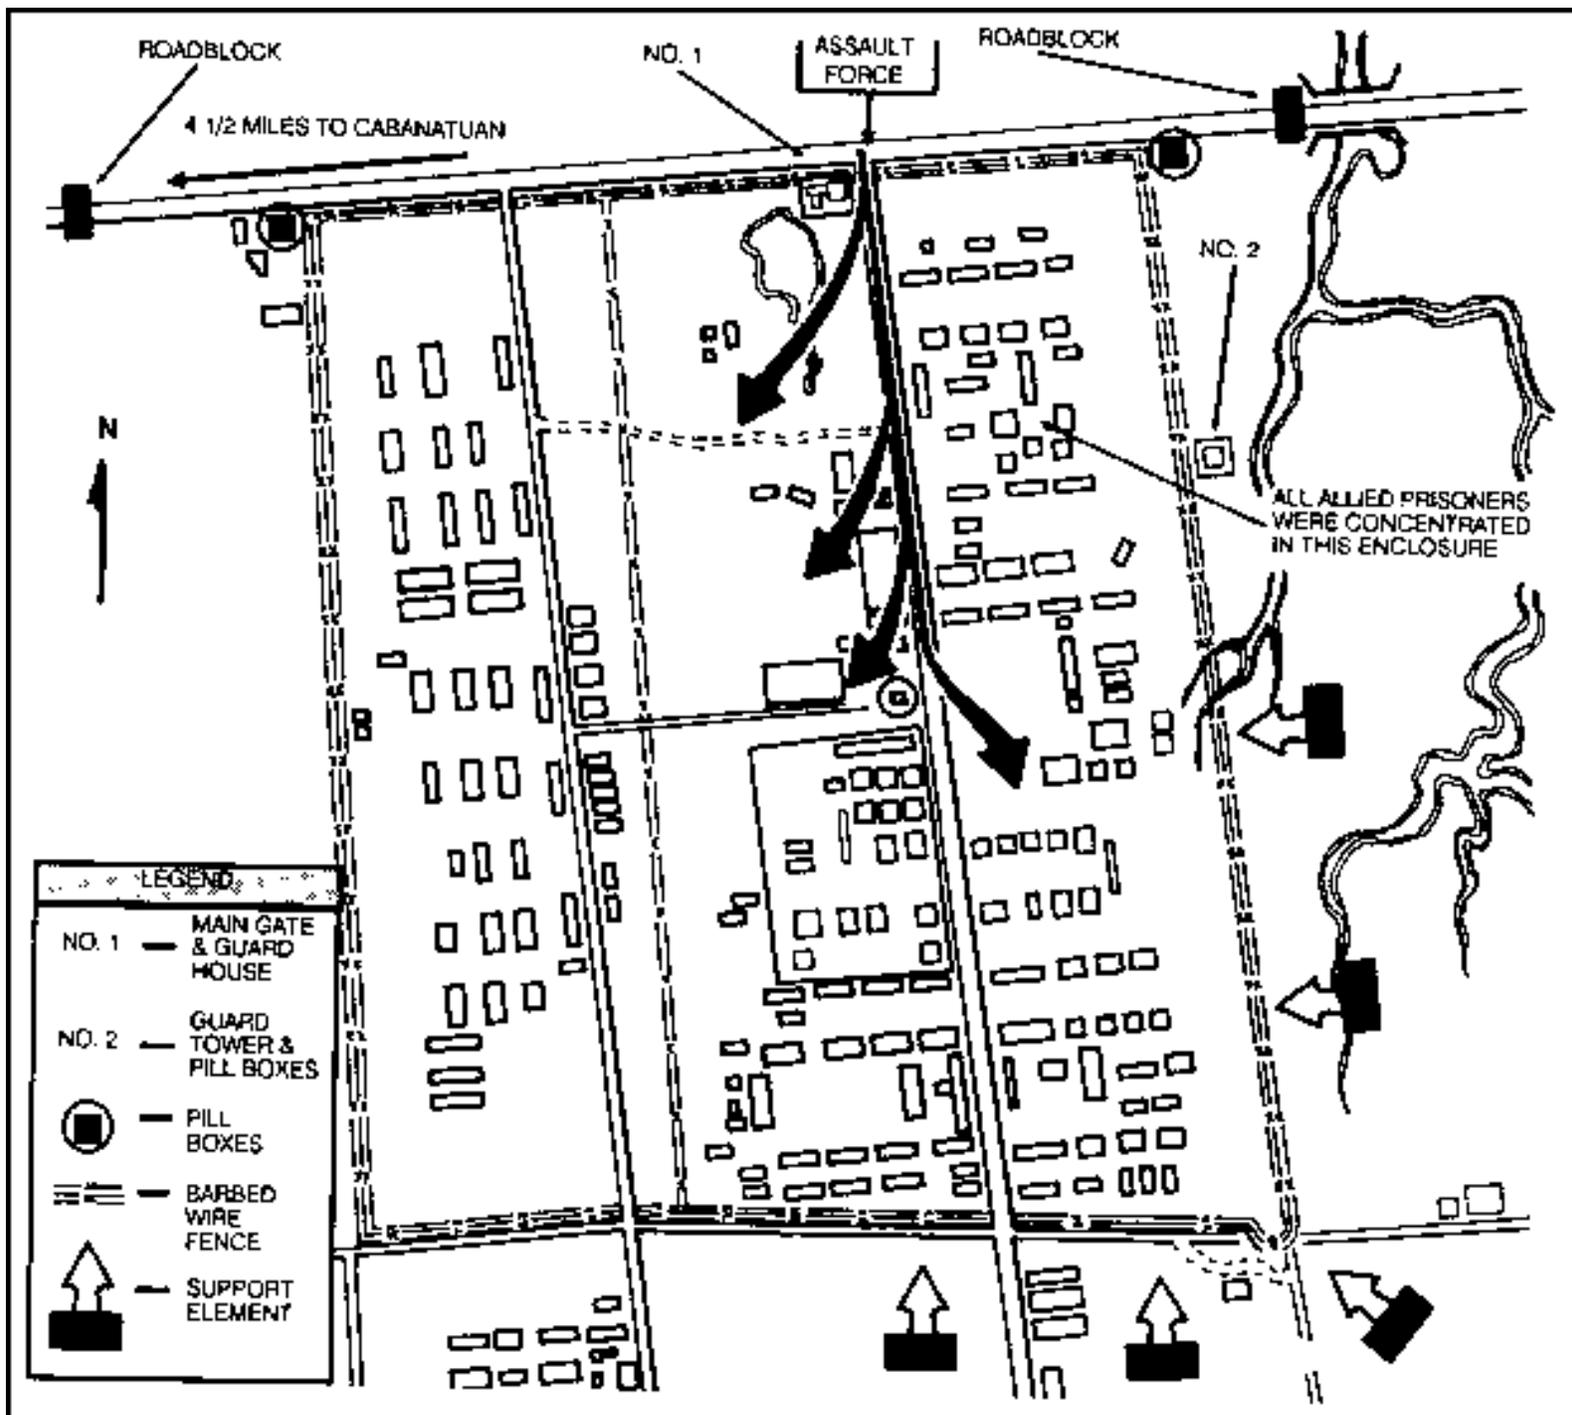 ROADBLOCK
NO. 1
ASSAULT
FORCE
ROADBLOCK
4 1/2 MILES TO CABANATUAN
NO. 2
N
ALL ALLIED PRISONERS
WERE CONCENTRATED
IN THIS ENCLOSURE
LEGEND
NO. 1 — MAIN GATE
& GUARD
HOUSE
NO. 2 — GUARD
TOWER &
PILL BOXES
— PILL
BOXES
— BARBED
WIRE
FENCE
— SUPPORT
ELEMENT